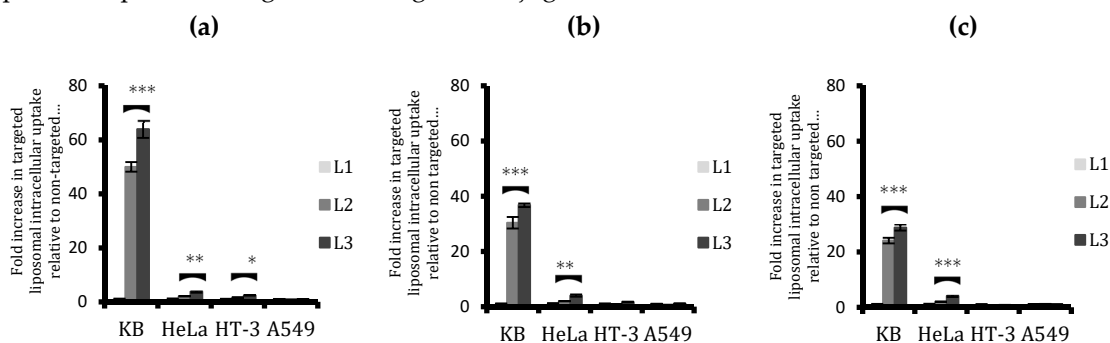 (a) (b) (c)
Fold increase in targeted
liposomal intracellular uptake
relative to non-targeted...
80
60
40
20
0
***
**
*
KB HeLa HT-3 A549
L1
L2
L3
Fold increase in targeted
liposomal intracellular uptake
relative to non targeted...
80
60
40
20
0
***
**
KB HeLa HT-3 A549
L1
L2
L3
Fold increase in targeted
liposomal intracellular uptake
relative to non targeted...
80
60
40
20
0
***
***
KB HeLa HT-3 A549
L1
L2
L3